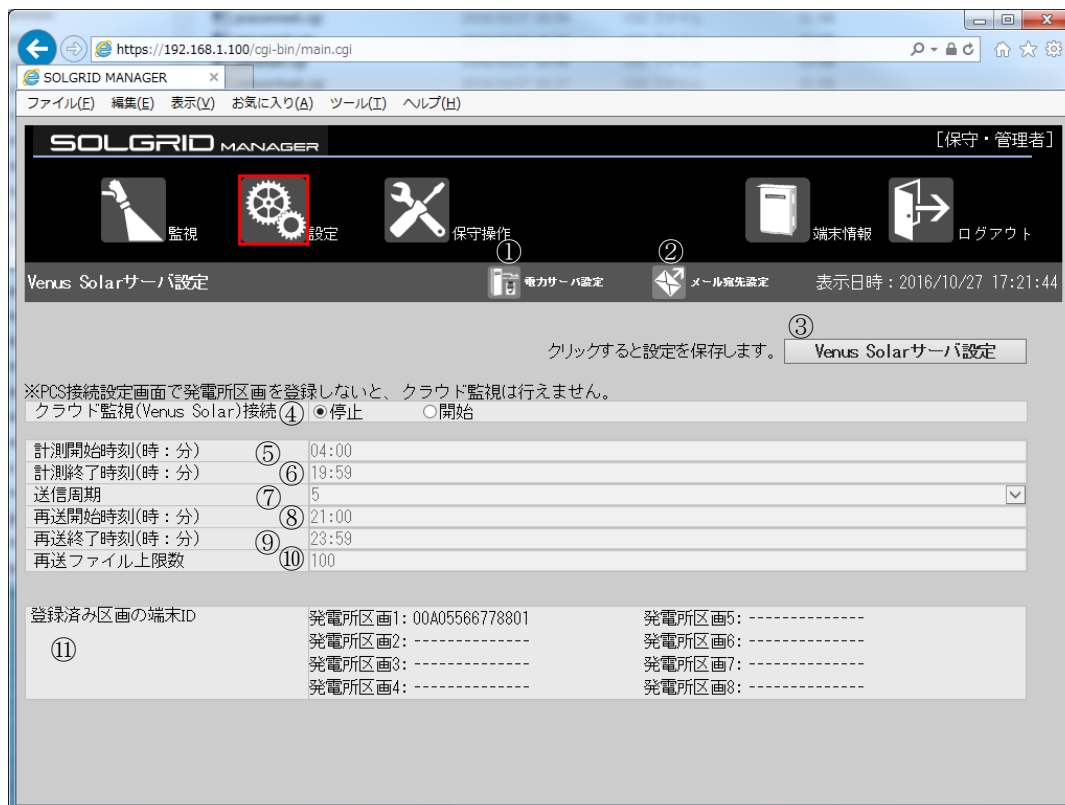 https://192.168.1.100/cgi-bin/main.cgi
SOLGRID MANAGER
ファイル(F) 編集(E) 表示(V) お気に入り(A) ツール(T) ヘルプ(H)
SOLGRID MANAGER [保守・管理者]
監視 設定 保守操作 端末情報 ログアウト
① ②
Venus Solarサーバ設定 電力サーバ設定 メール宛先設定 表示日時:2016/10/27 17:21:44
③
クリックすると設定を保存します。 Venus Solarサーバ設定
※PCS接続設定画面で発電所区画を登録しないと、クラウド監視は行えません。
クラウド監視(Venus Solar)接続 ④ 停止 開始
計測開始時刻(時:分) ⑤ 04:00
計測終了時刻(時:分) ⑥ 19:59
送信周期 ⑦ 5
再送開始時刻(時:分) ⑧ 21:00
再送終了時刻(時:分) ⑨ 23:59
再送ファイル上限数 ⑩ 100
登録済み区画の端末ID 発電所区画1: 00A05566778801 発電所区画5: --------------
発電所区画2: -------------- 発電所区画6: --------------
⑪ 発電所区画3: -------------- 発電所区画7: --------------
発電所区画4: -------------- 発電所区画8: --------------